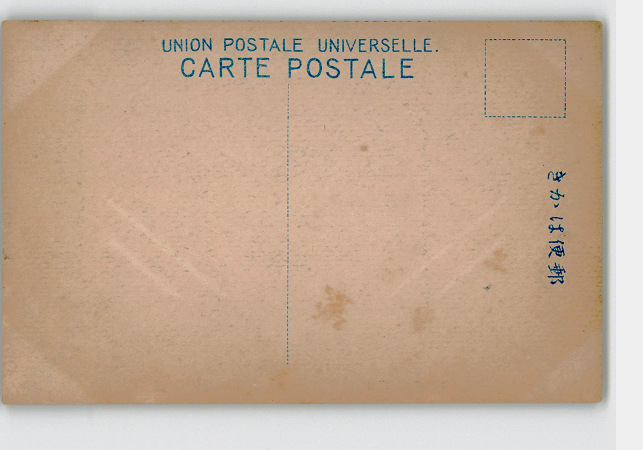 UNION POSTALE UNIVERSELLE.
CARTE POSTALE
きかは便郵